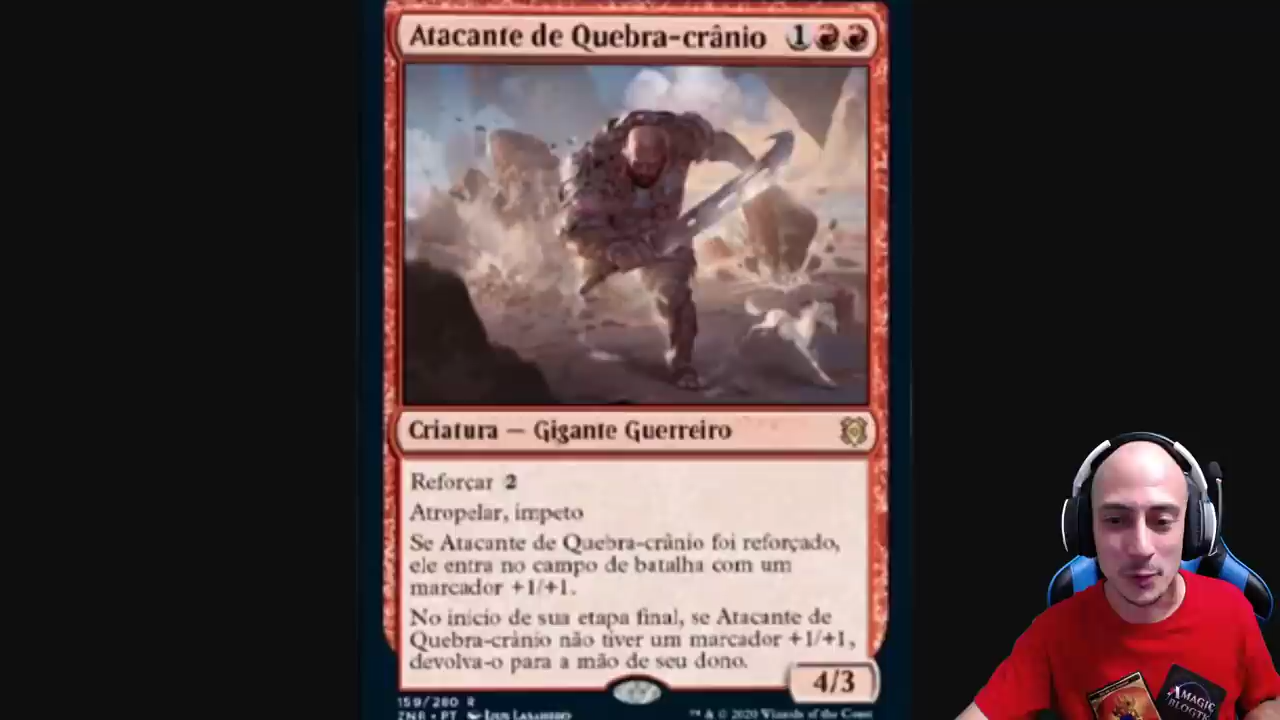 Atacante de Quebra-crânio 1
Criatura — Gigante Guerreiro
Reforçar 2
Atropelar, ímpeto
Se Atacante de Quebra-crânio foi reforçado,
ele entra no campo de batalha com um
marcador +1/+1.
No início de sua etapa final, se Atacante de
Quebra-crânio não tiver um marcador +1/+1,
devolva-o para a mão de seu dono.
4/3
159/280 R
ZNR • PT
™ & © 2020 Wizards of the Coast
MAGIC
BLOG